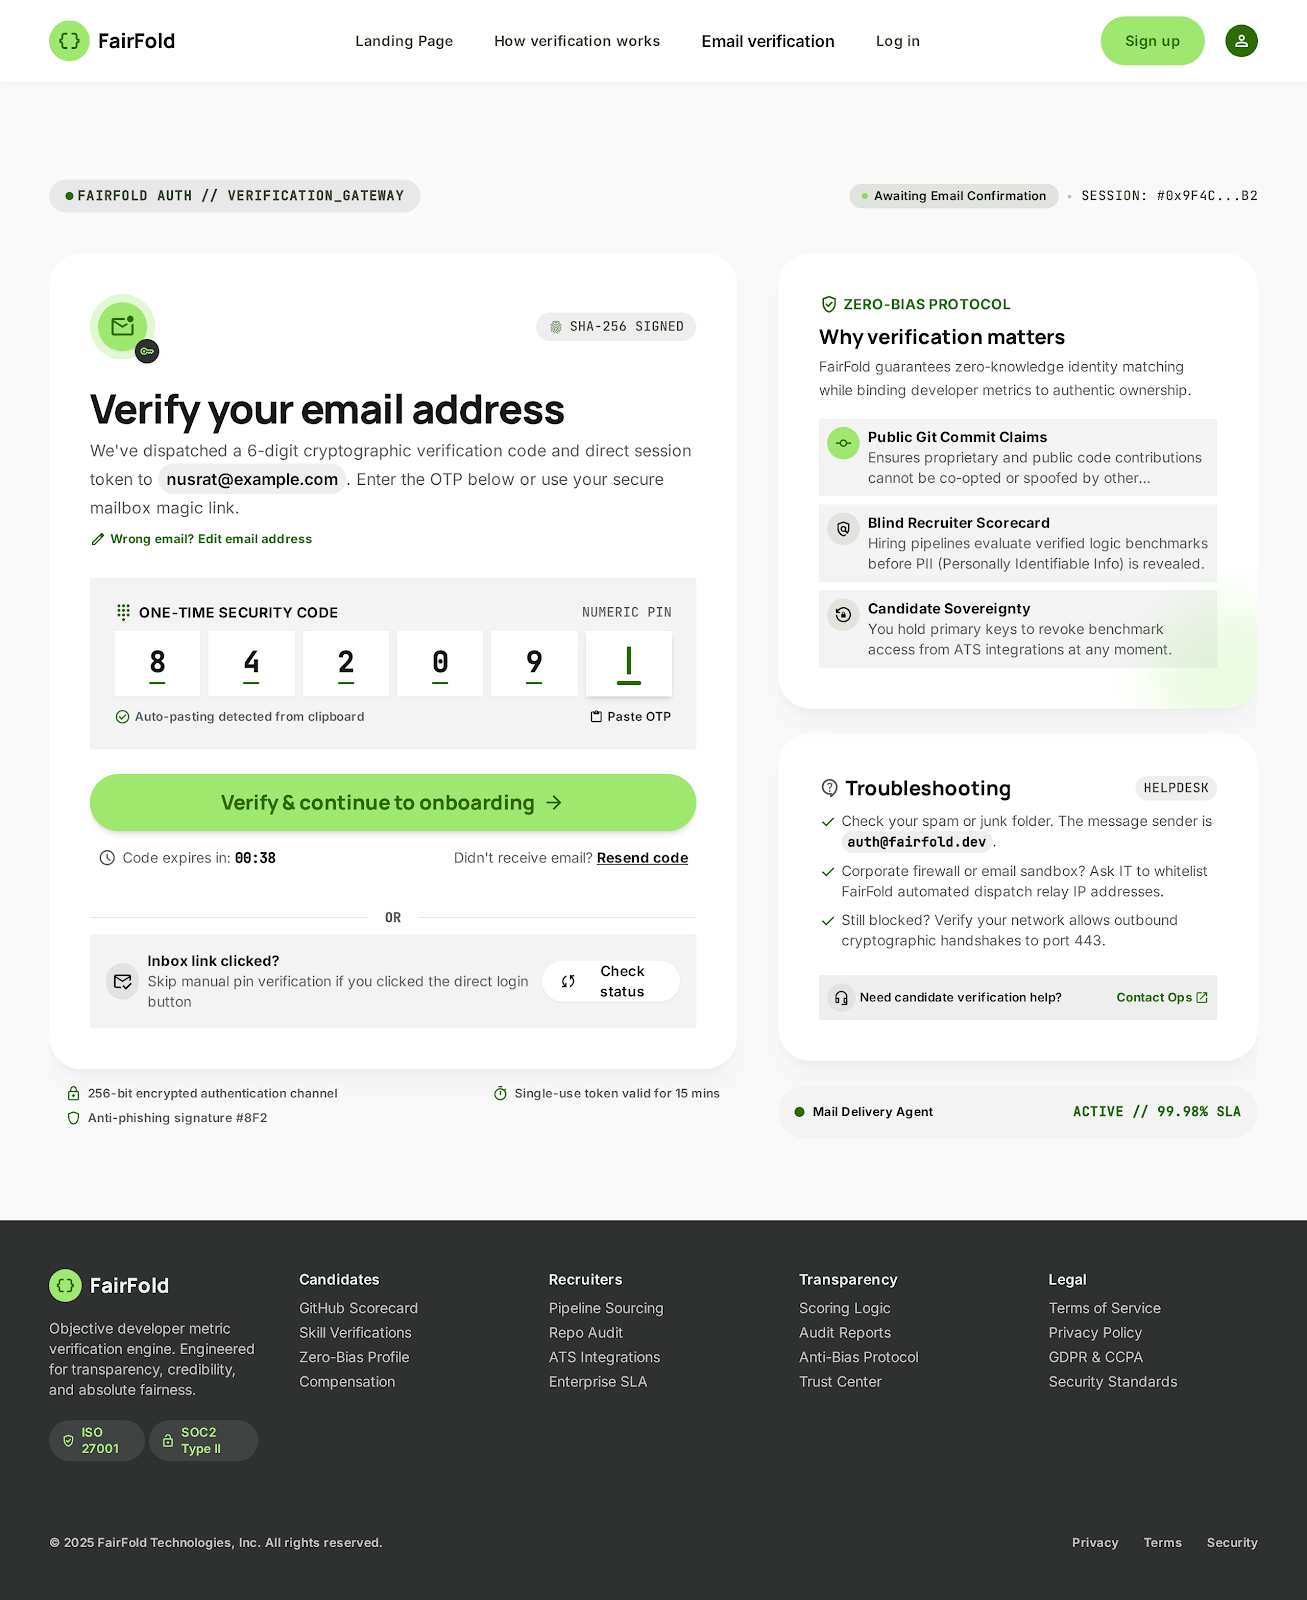 FairFold
Landing Page
How verification works
Email verification
Log in
Sign up
FAIRFOLD AUTH // VERIFICATION_GATEWAY
Awaiting Email Confirmation
• SESSION: #0x9F4C...B2
SHA-256 SIGNED
Verify your email address
We've dispatched a 6-digit cryptographic verification code and direct session
token to nusrat@example.com. Enter the OTP below or use your secure
mailbox magic link.
Wrong email? Edit email address
ONE-TIME SECURITY CODE
NUMERIC PIN
8 4 2 0 9
Auto-pasting detected from clipboard
Paste OTP
Verify & continue to onboarding →
Code expires in: 00:38
Didn't receive email? Resend code
OR
Inbox link clicked?
Skip manual pin verification if you clicked the direct login
button
Check
status
256-bit encrypted authentication channel
Single-use token valid for 15 mins
Anti-phishing signature #8F2
ZERO-BIAS PROTOCOL
Why verification matters
FairFold guarantees zero-knowledge identity matching
while binding developer metrics to authentic ownership.
Public Git Commit Claims
Ensures proprietary and public code contributions
cannot be co-opted or spoofed by other...
Blind Recruiter Scorecard
Hiring pipelines evaluate verified logic benchmarks
before PII (Personally Identifiable Info) is revealed.
Candidate Sovereignty
You hold primary keys to revoke benchmark
access from ATS integrations at any moment.
Troubleshooting
HELPDESK
Check your spam or junk folder. The message sender is
auth@fairfold.dev.
Corporate firewall or email sandbox? Ask IT to whitelist
FairFold automated dispatch relay IP addresses.
Still blocked? Verify your network allows outbound
cryptographic handshakes to port 443.
Need candidate verification help?
Contact Ops
Mail Delivery Agent
ACTIVE // 99.98% SLA
FairFold
Objective developer metric
verification engine. Engineered
for transparency, credibility,
and absolute fairness.
ISO
27001
SOC2
Type II
Candidates
GitHub Scorecard
Skill Verifications
Zero-Bias Profile
Compensation
Recruiters
Pipeline Sourcing
Repo Audit
ATS Integrations
Enterprise SLA
Transparency
Scoring Logic
Audit Reports
Anti-Bias Protocol
Trust Center
Legal
Terms of Service
Privacy Policy
GDPR & CCPA
Security Standards
© 2025 FairFold Technologies, Inc. All rights reserved.
Privacy
Terms
Security